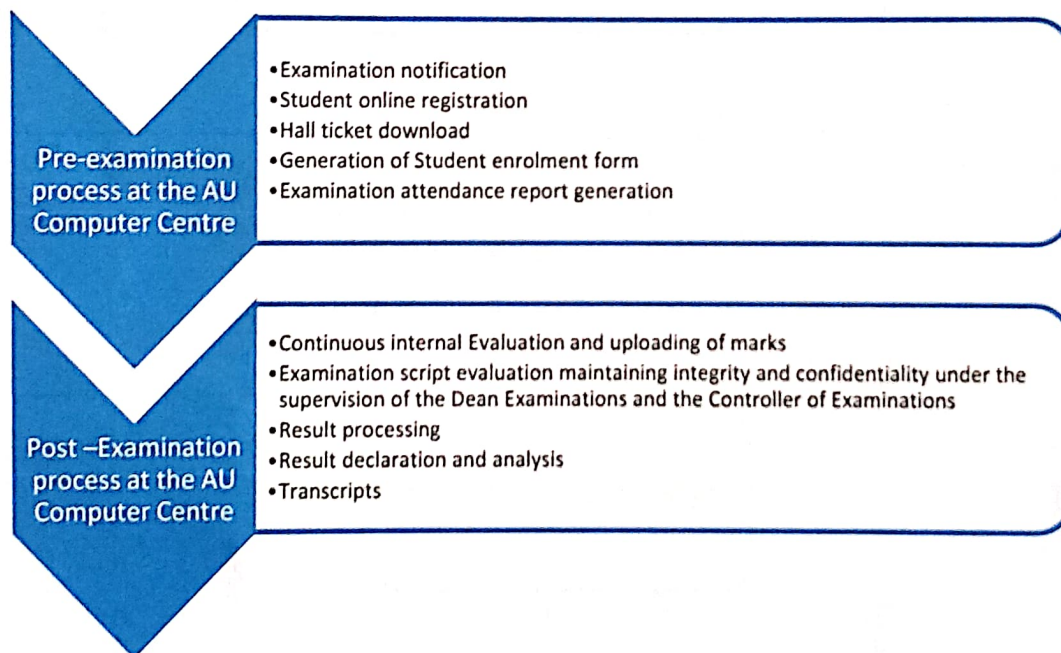 Pre-examination
process at the AU
Computer Centre
•Examination notification
•Student online registration
•Hall ticket download
•Generation of Student enrolment form
•Examination attendance report generation
Post –Examination
process at the AU
Computer Centre
•Continuous internal Evaluation and uploading of marks
•Examination script evaluation maintaining integrity and confidentiality under the
supervision of the Dean Examinations and the Controller of Examinations
•Result processing
•Result declaration and analysis
•Transcripts